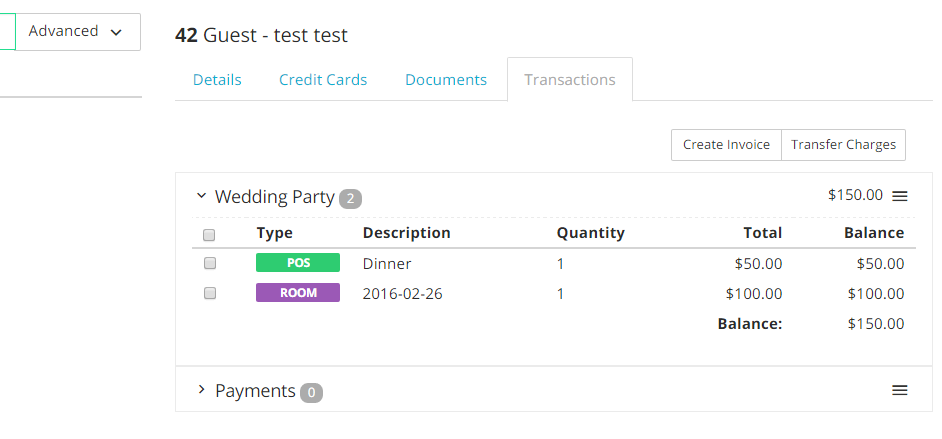 Advanced
42 Guest - test test
Details Credit Cards Documents Transactions
Create Invoice Transfer Charges
Wedding Party 2 $150.00
Type Description Quantity Total Balance
POS Dinner 1 $50.00 $50.00
ROOM 2016-02-26 1 $100.00 $100.00
Balance: $150.00
Payments 0